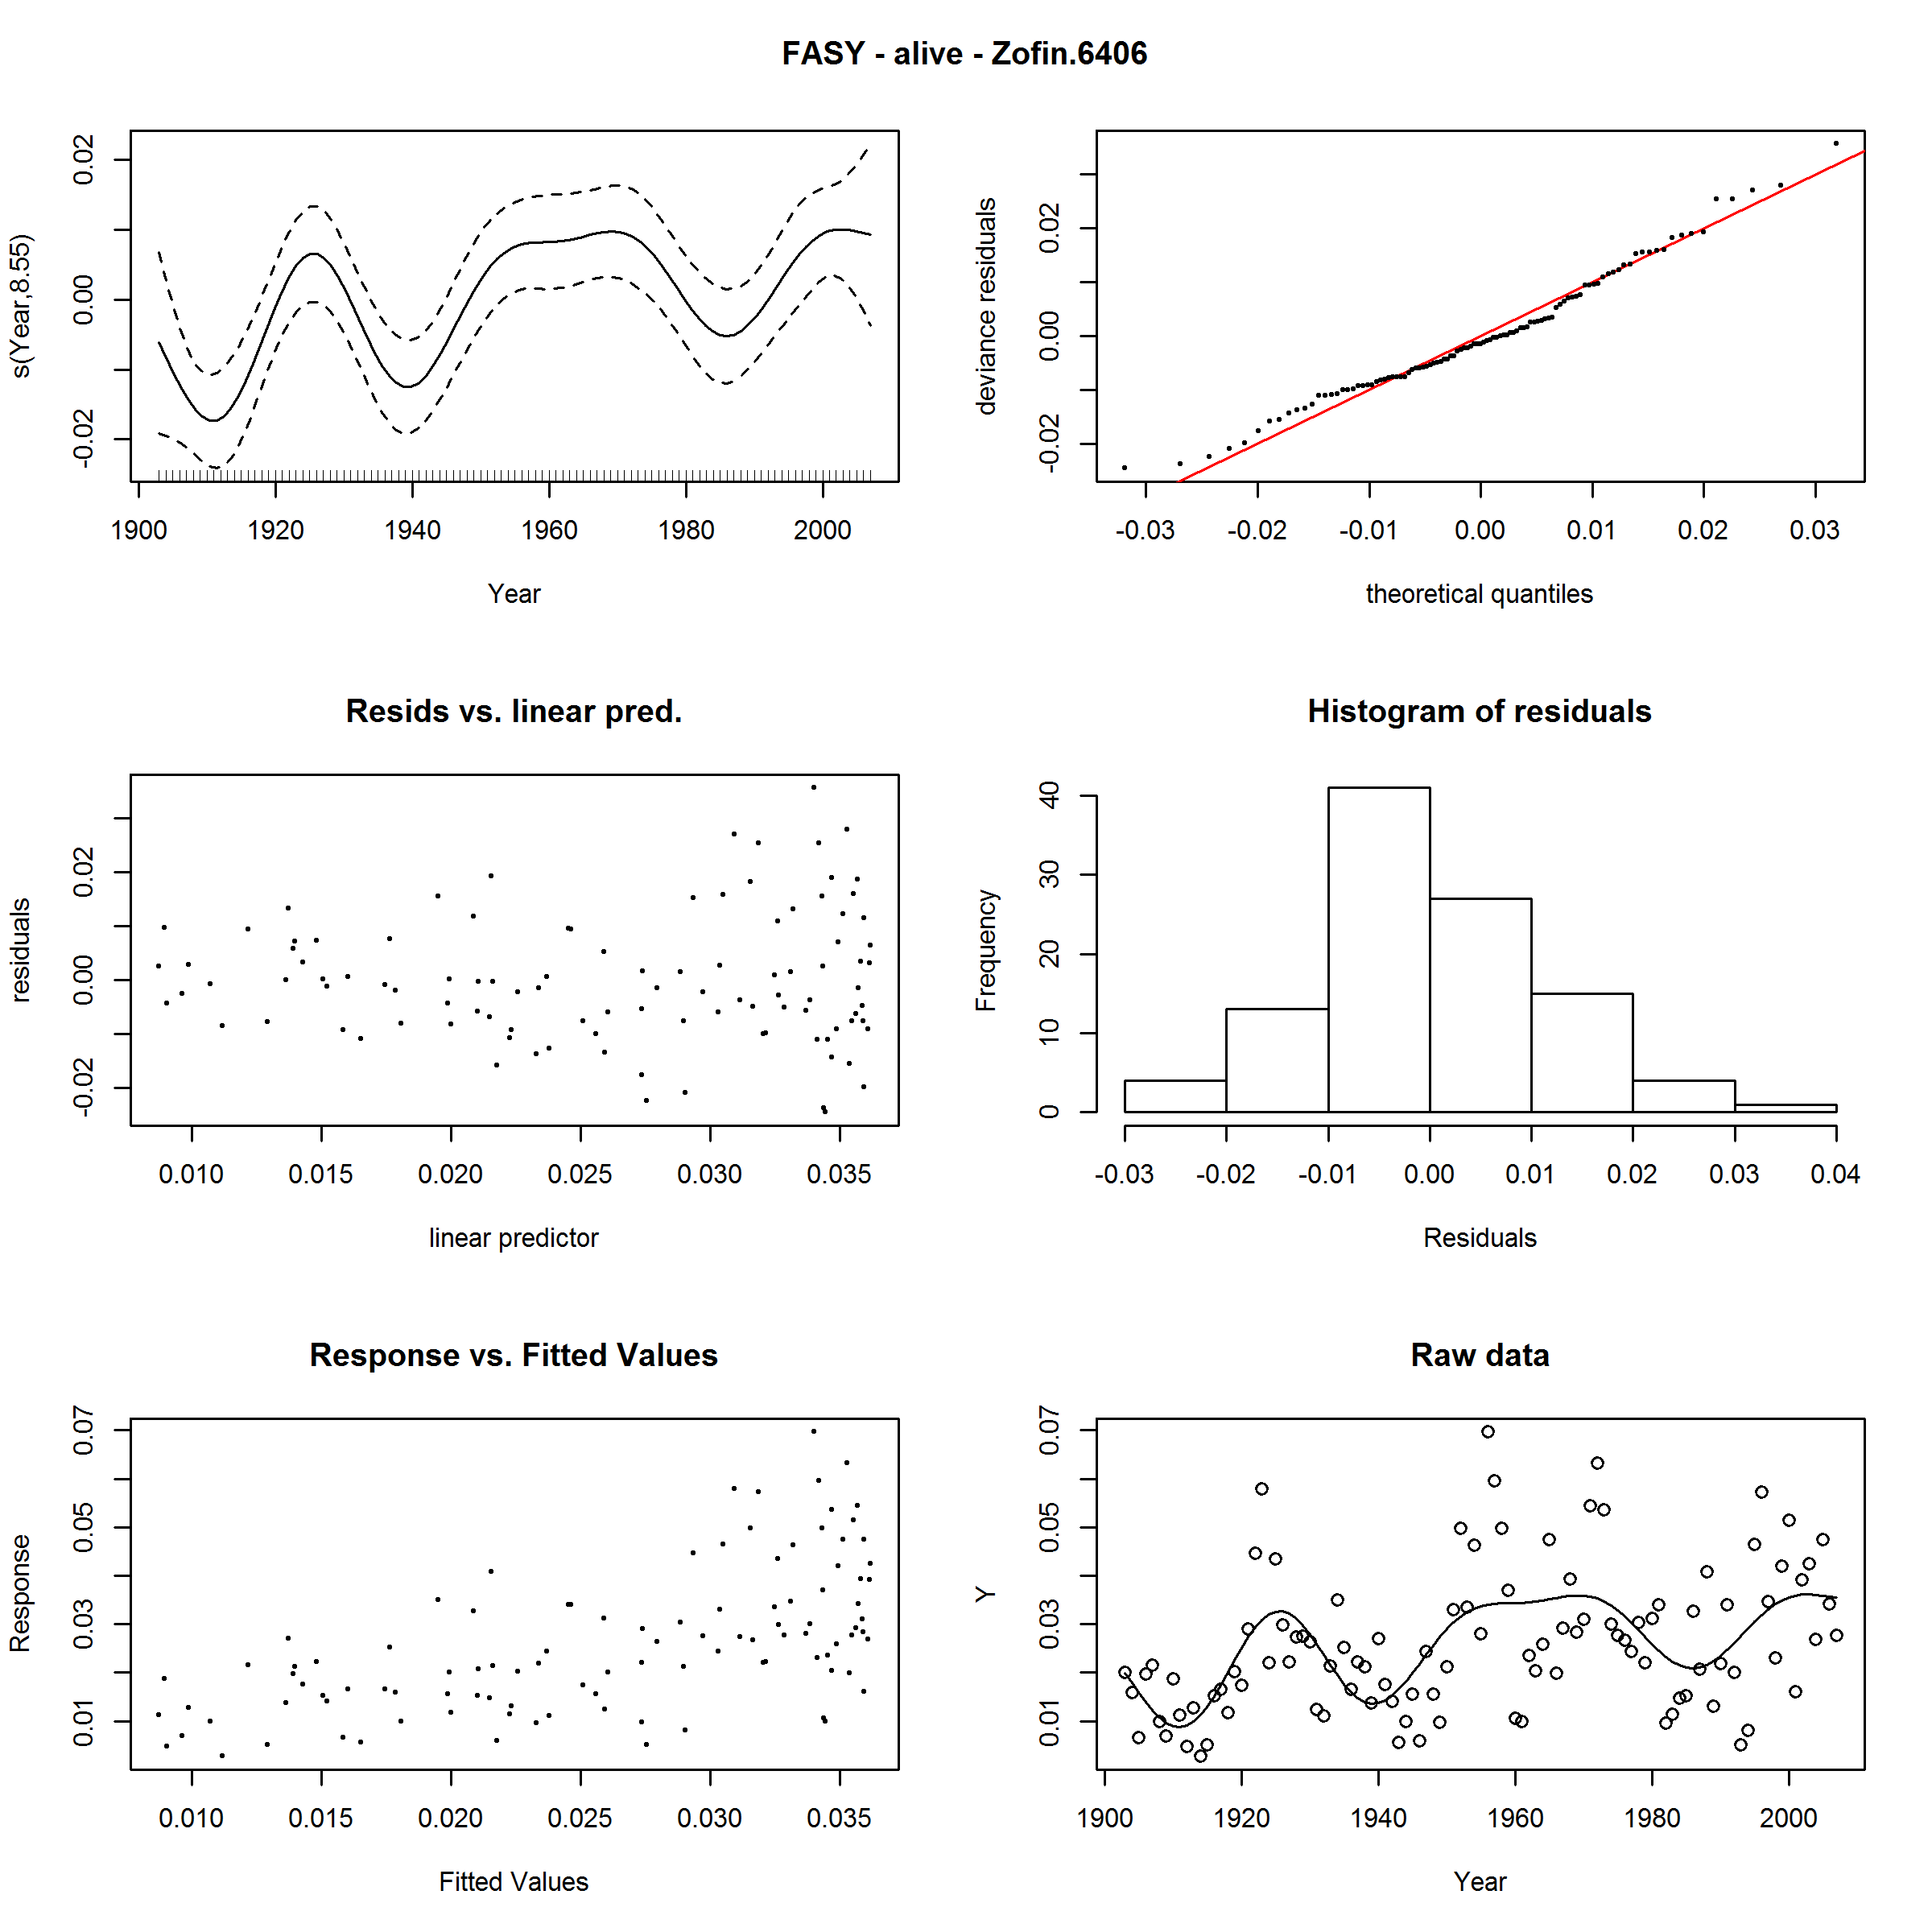 FASY - alive - Zofin.6406
s(Year,8.55)
-0.02 0.00 0.02
1900 1920 1940 1960 1980 2000
Year
deviance residuals
-0.02 0.00 0.02
-0.03 -0.02 -0.01 0.00 0.01 0.02 0.03
theoretical quantiles
Resids vs. linear pred.
residuals
-0.02 0.00 0.02
0.010 0.015 0.020 0.025 0.030 0.035
linear predictor
Histogram of residuals
Frequency
0 10 20 30 40
-0.03 -0.02 -0.01 0.00 0.01 0.02 0.03 0.04
Residuals
Response vs. Fitted Values
Response
0.01 0.03 0.05 0.07
0.010 0.015 0.020 0.025 0.030 0.035
Fitted Values
Raw data
Y
0.01 0.03 0.05 0.07
1900 1920 1940 1960 1980 2000
Year